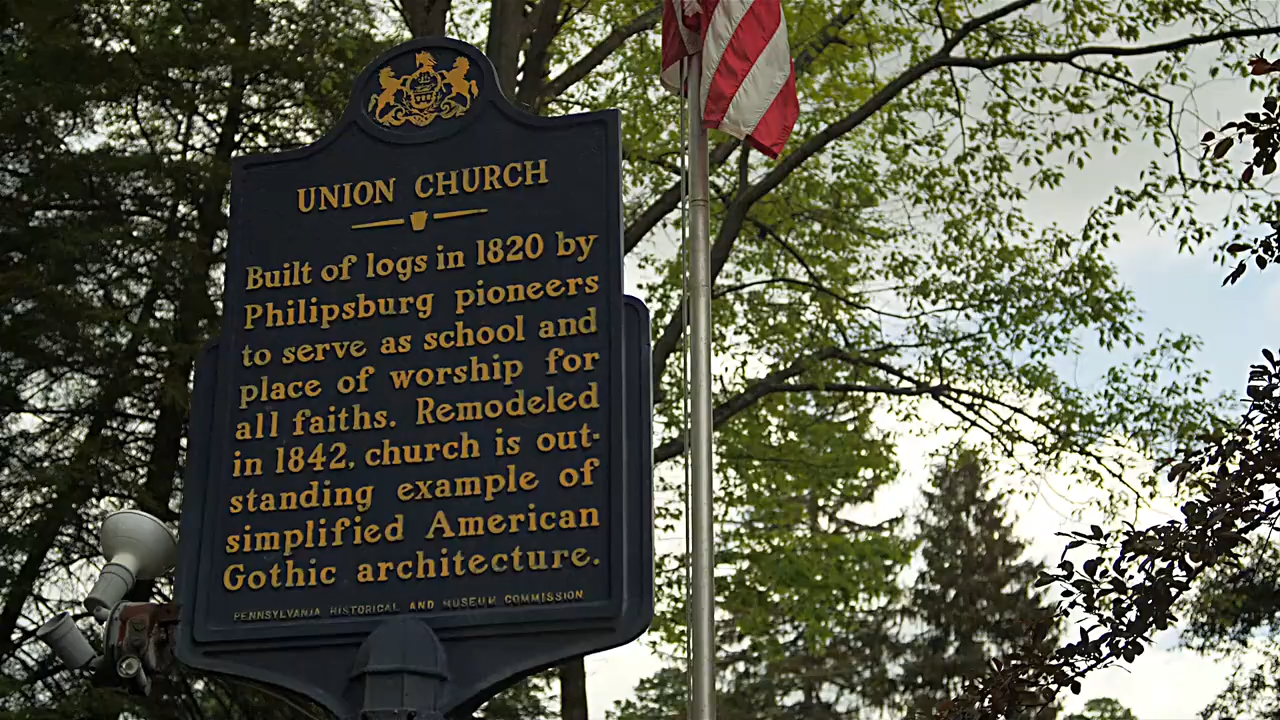 UNION CHURCH
Built of logs in 1820 by
Philipsburg pioneers
to serve as school and
place of worship for
all faiths. Remodeled
in 1842, church is out-
standing example of
simplified American
Gothic architecture.
PENNSYLVANIA HISTORICAL AND MUSEUM COMMISSION